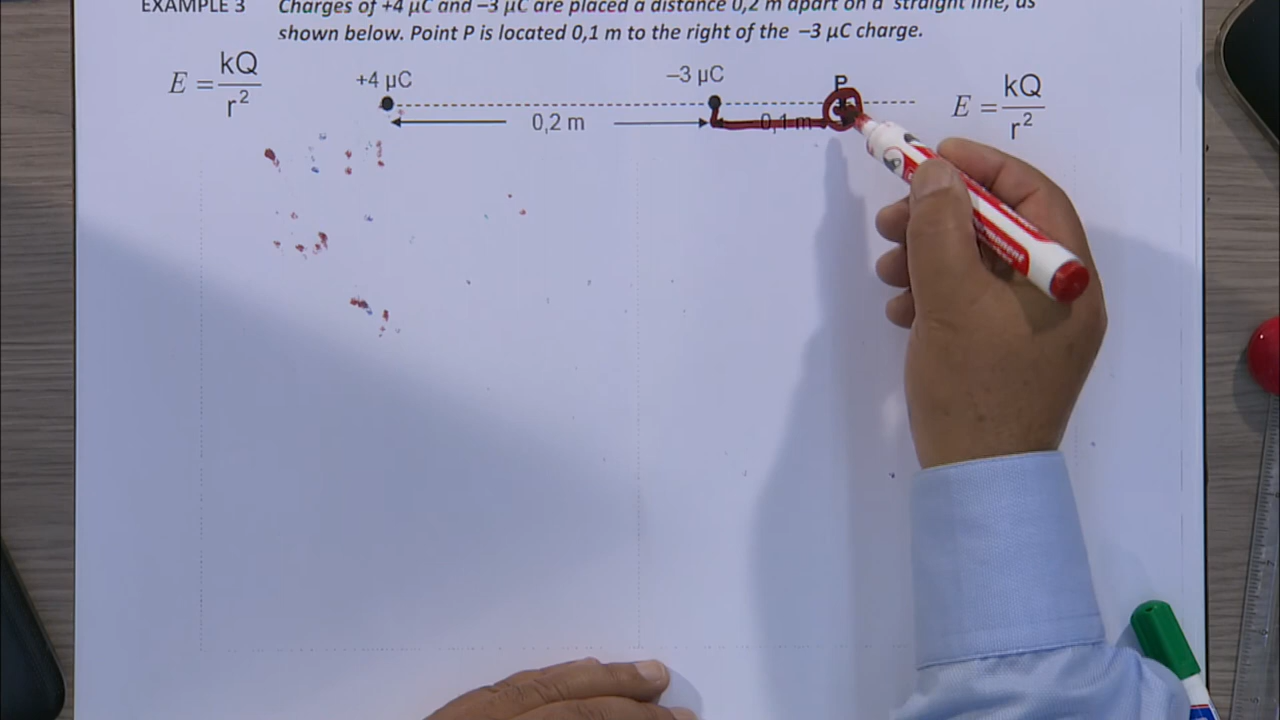 EXAMPLE 3 Charges of +4 μC and –3 μC are placed a distance 0,2 m apart on a straight line, as
shown below. Point P is located 0,1 m to the right of the –3 μC charge.
E = kQ/r²
+4 μC
–3 μC
P
E = kQ/r²
0,2 m
0,1 m